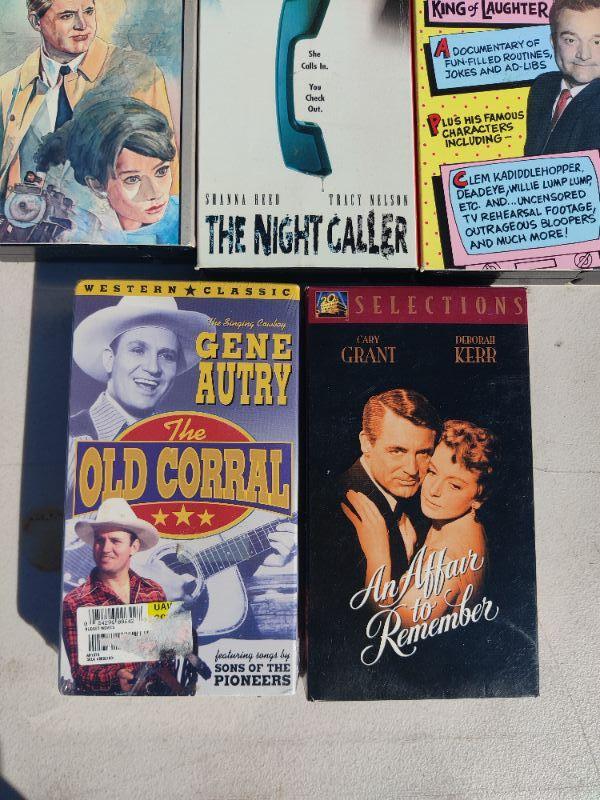 She
Calls In.
You
Check
Out.
SHANNA REED TRACY NELSON
THE NIGHT CALLER
KING OF LAUGHTER
A DOCUMENTARY OF
FUN-FILLED ROUTINES,
JOKES AND AD-LIBS
PLUS HIS FAMOUS
CHARACTERS
INCLUDING—
CLEM KADIDDLEHOPPER,
DEADEYE, WILLIE LUMP LUMP,
ETC. AND... UNCENSORED
TV REHEARSAL FOOTAGE,
OUTRAGEOUS BLOOPERS
AND MUCH MORE!
WESTERN ★ CLASSIC
The Singing Cowboy
GENE
AUTRY
The
OLD CORRAL
UAV
featuring songs by
SONS OF THE
PIONEERS
20
SELECTIONS
CARY
GRANT
DEBORAH
KERR
An Affair
to
Remember